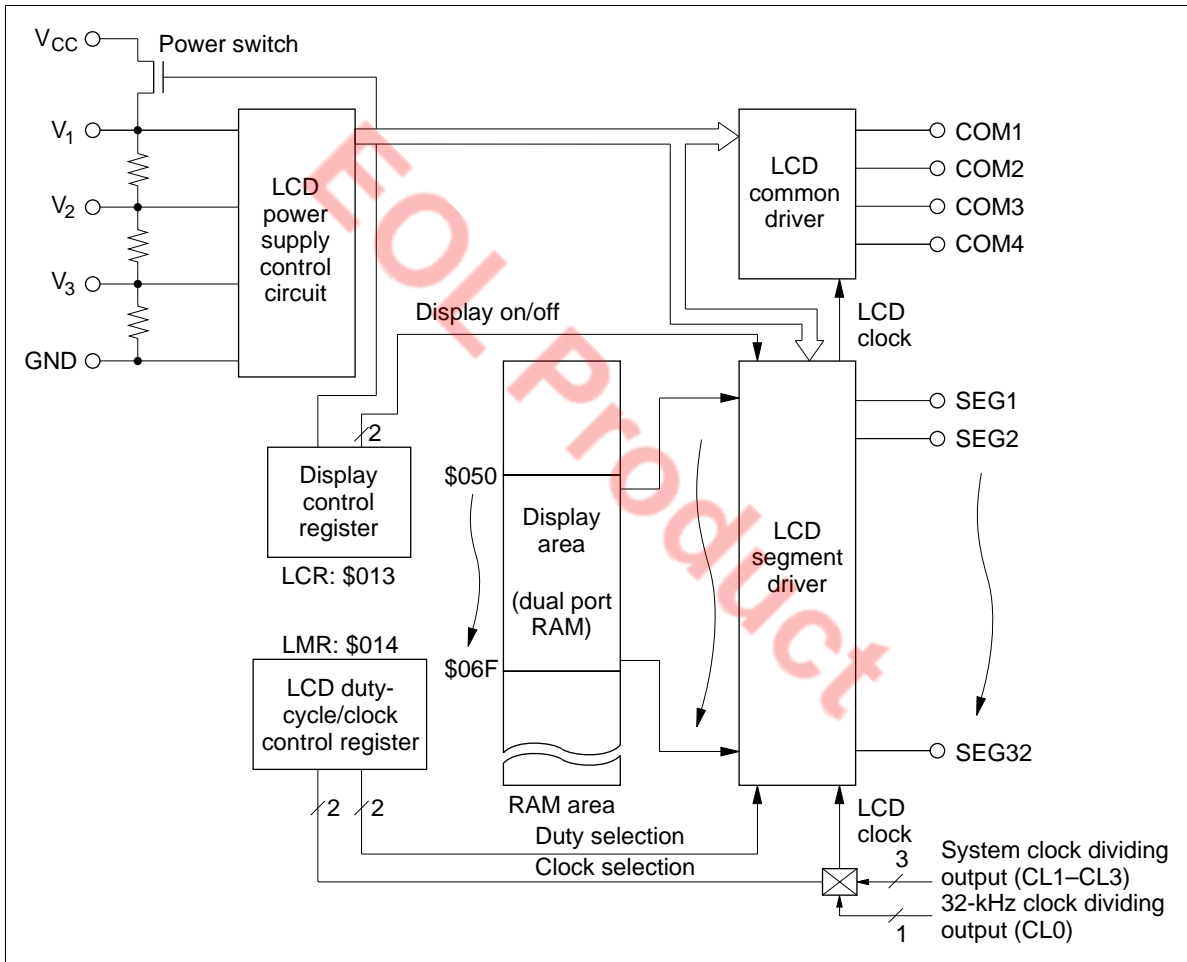 VCC
Power switch
V1
V2
V3
GND
LCD
power
supply
control
circuit
LCD
common
driver
COM1
COM2
COM3
COM4
LCD
clock
Display on/off
2
Display
control
register
LCR: $013
LMR: $014
LCD duty-
cycle/clock
control register
2
2
$050
$06F
Display
area
(dual port
RAM)
RAM area
LCD
segment
driver
SEG1
SEG2
SEG32
Duty selection
Clock selection
LCD
clock
3
System clock dividing
output (CL1–CL3)
1
32-kHz clock dividing
output (CL0)
EOL Product